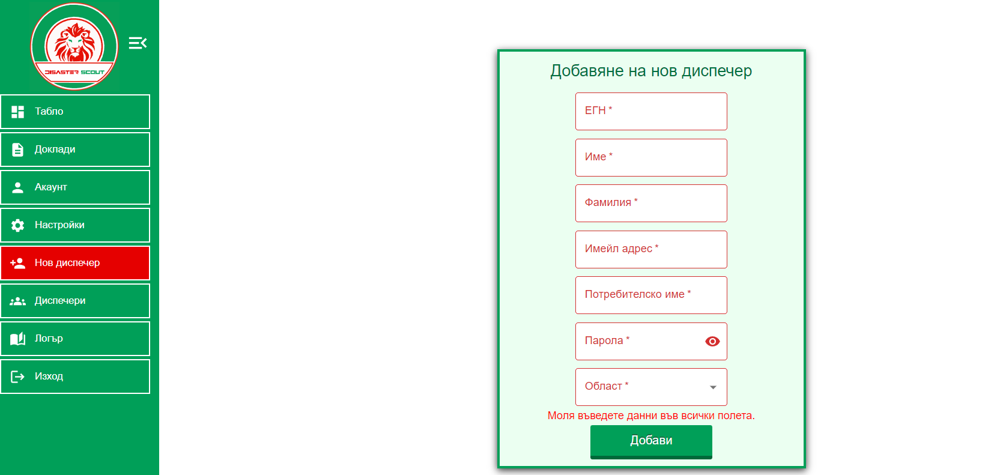 DISASTER SCOUT
Табло
Доклади
Акаунт
Настройки
Нов диспечер
Диспечери
Логър
Изход
Добавяне на нов диспечер
ЕГН *
Име *
Фамилия *
Имейл адрес *
Потребителско име *
Парола *
Област *
Моля въведете данни във всички полета.
Добави